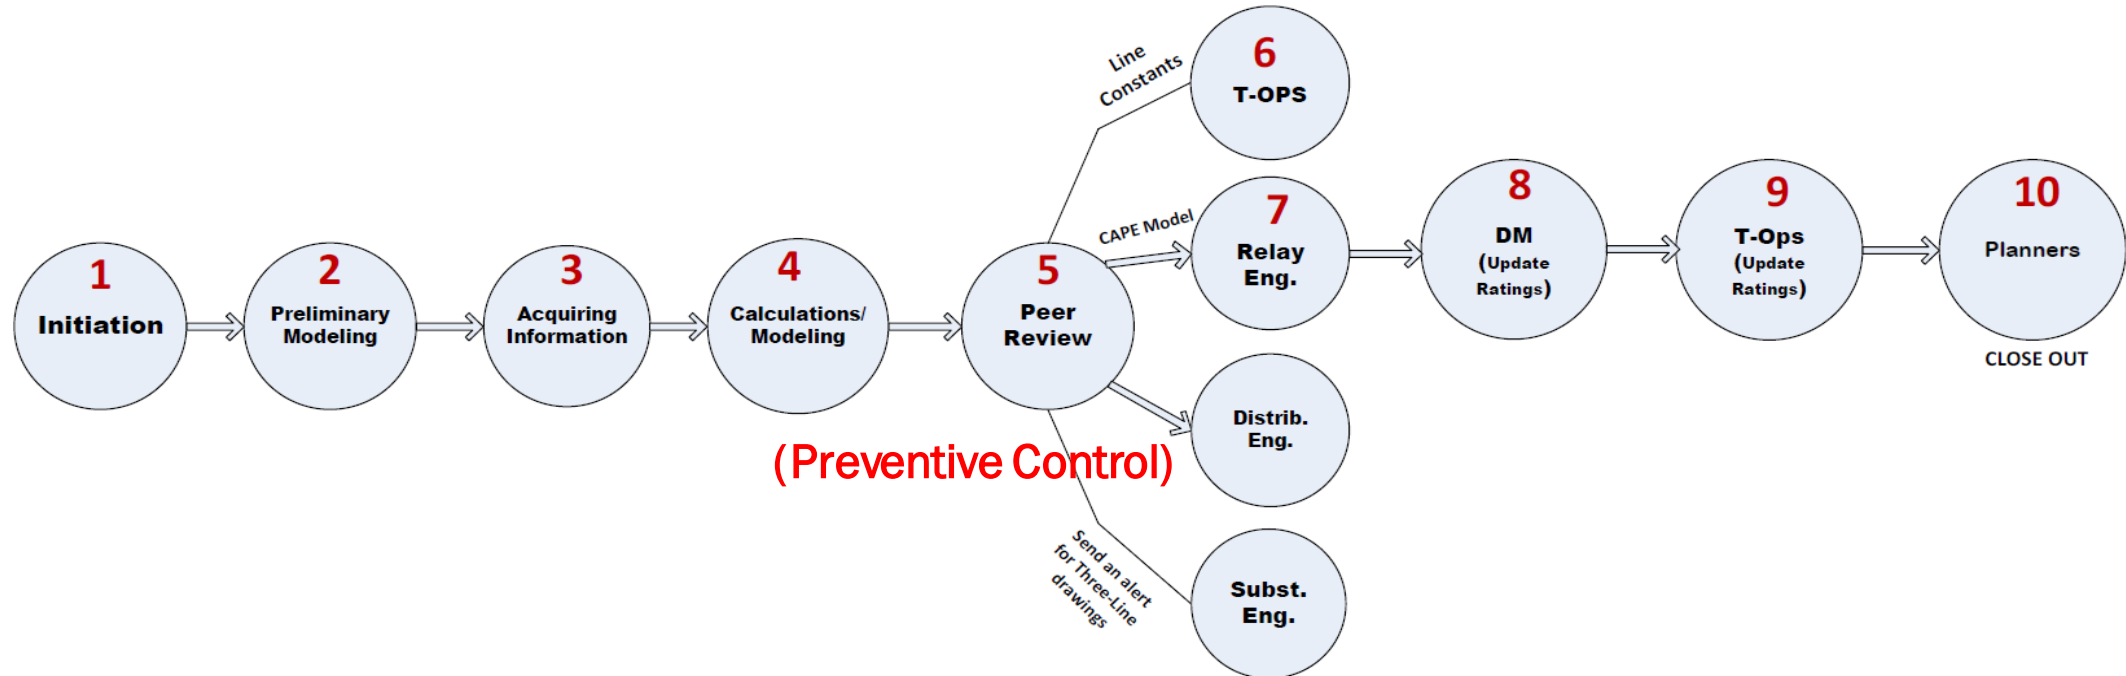 1
Initiation
2
Preliminary
Modeling
3
Acquiring
Information
4
Calculations/
Modeling
5
Peer
Review
(Preventive Control)
Line
Constants
6
T-OPS
CAPE Model
7
Relay
Eng.
Distrib.
Eng.
Send an alert
for Three-Line
drawings
Subst.
Eng.
8
DM
(Update
Ratings)
9
T-Ops
(Update
Ratings)
10
Planners
CLOSE OUT